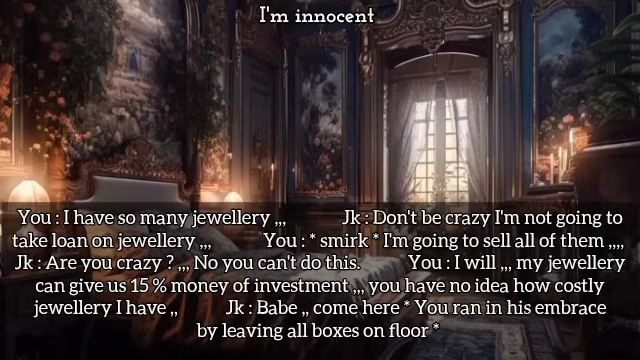 I'm innocent
You : I have so many jewellery ,,, Jk : Don't be crazy I'm not going to
take loan on jewellery ,,, You : * smirk * I'm going to sell all of them ,,,,
Jk : Are you crazy ? ,,, No you can't do this. You : I will ,,, my jewellery
can give us 15 % money of investment ,,, you have no idea how costly
jewellery I have ,, Jk : Babe ,, come here * You ran in his embrace
by leaving all boxes on floor *